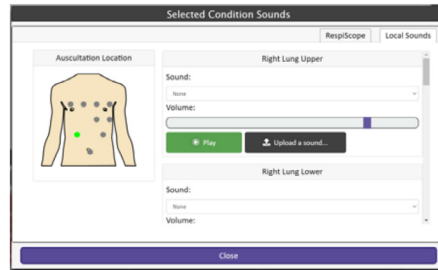 Selected Condition Sounds
RespiScope
Local Sounds
Auscultation Location
Right Lung Upper
Sound:
None
Volume:
Play
Upload a sound...
Right Lung Lower
Sound:
None
Volume:
Close